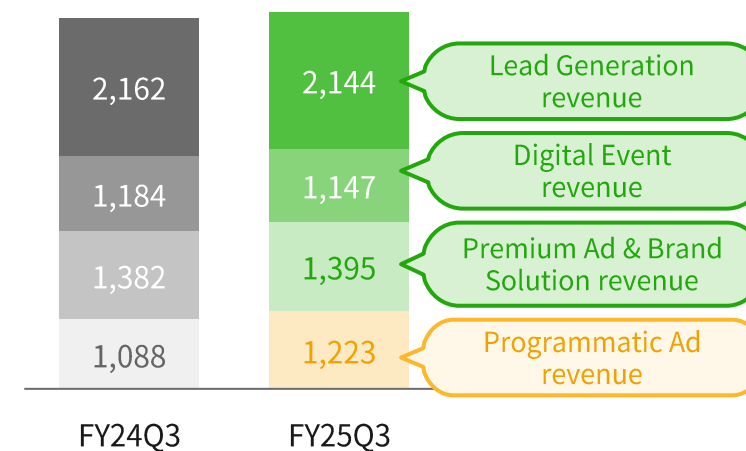 2,162
1,184
1,382
1,088
2,144
1,147
1,395
1,223
Lead Generation
revenue
Digital Event
revenue
Premium Ad & Brand
Solution revenue
Programmatic Ad
revenue
FY24Q3
FY25Q3